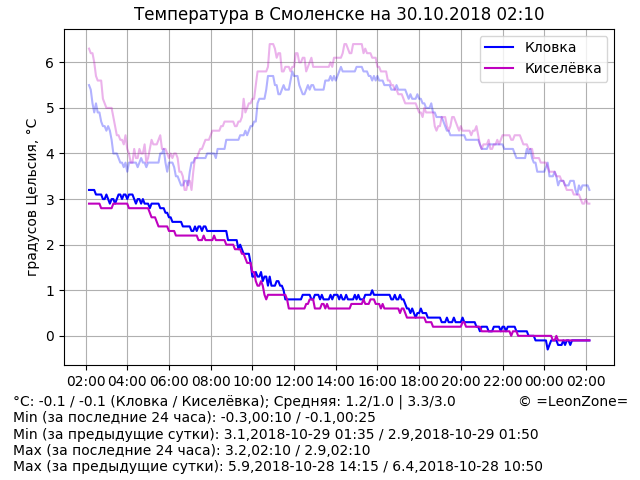 Температура в Смоленске на 30.10.2018 02:10
Кловка
Киселёвка
градусов Цельсия, °C
6
5
4
3
2
1
0
02:00 04:00 06:00 08:00 10:00 12:00 14:00 16:00 18:00 20:00 22:00 00:00 02:00
°C: -0.1 / -0.1 (Кловка / Киселёвка); Средняя: 1.2/1.0 | 3.3/3.0 © =LeonZone=
Min (за последние 24 часа): -0.3,00:10 / -0.1,00:25
Min (за предыдущие сутки): 3.1,2018-10-29 01:35 / 2.9,2018-10-29 01:50
Max (за последние 24 часа): 3.2,02:10 / 2.9,02:10
Max (за предыдущие сутки): 5.9,2018-10-28 14:15 / 6.4,2018-10-28 10:50